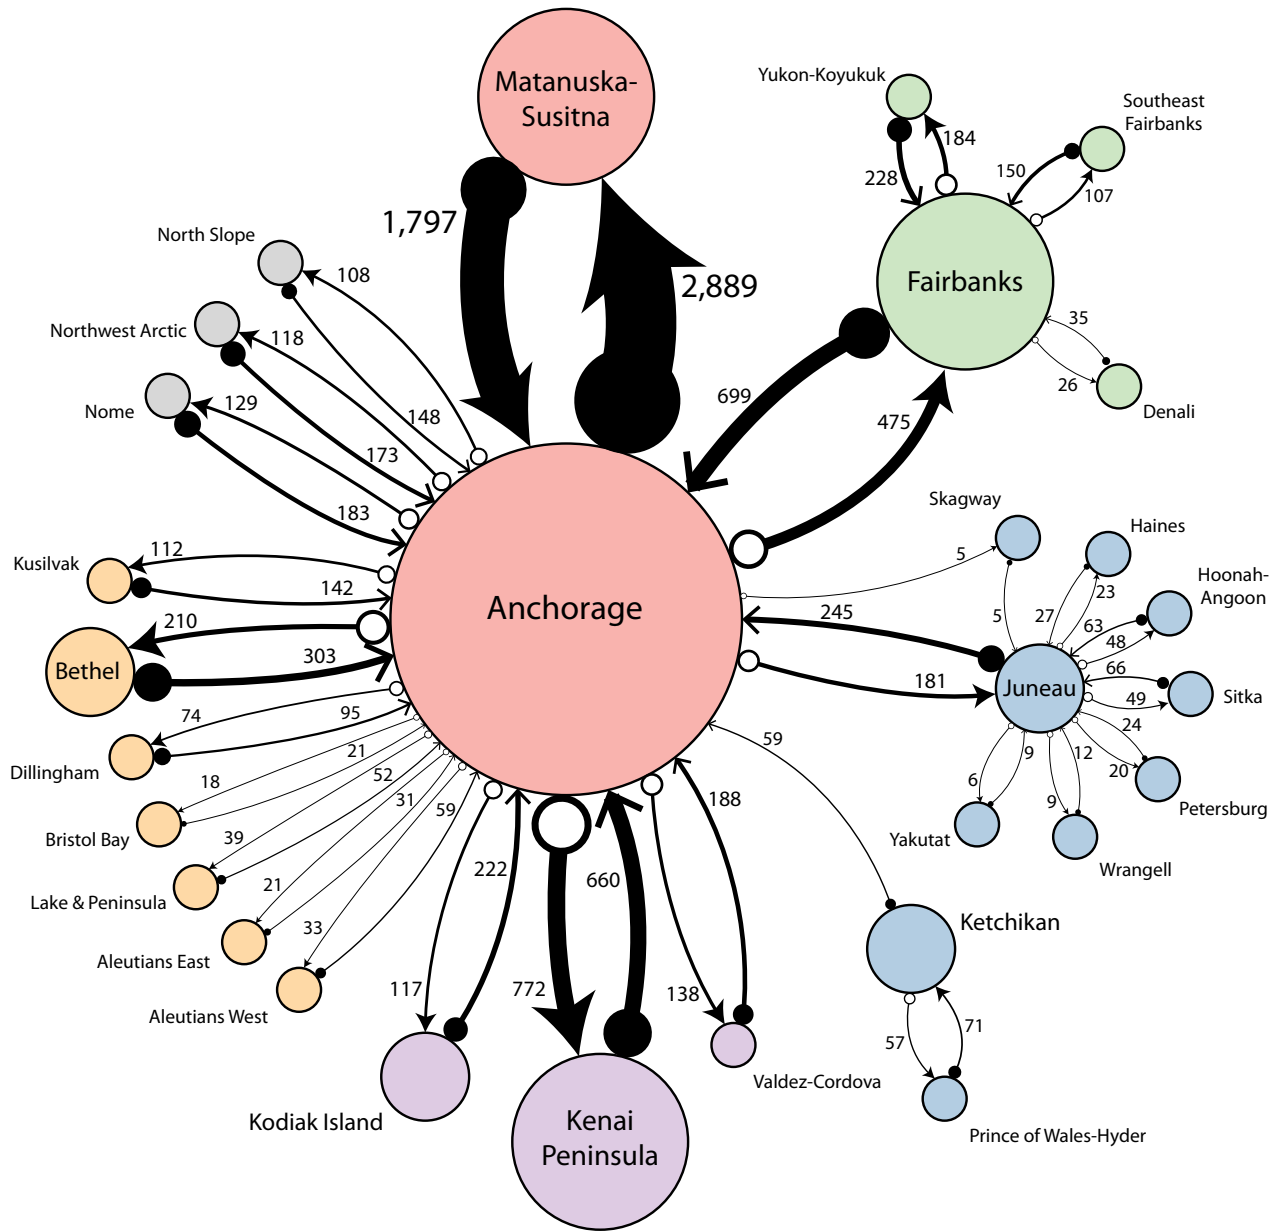 Matanuska-
Susitna
Yukon-Koyukuk
Southeast
Fairbanks
184
150
228
107
1,797
North Slope
108
2,889
Fairbanks
Northwest Arctic
118
35
26
Nome
129
699
Denali
148
475
173
183
Skagway
Haines
Kusilvak
112
5
Hoonah-
Angoon
142
23
Anchorage
5
27
210
245
63
48
Bethel
303
66
181
Juneau
49
Sitka
74
95
24
59
Dillingham
21
9
12
20
18
52
6
9
Petersburg
31
59
188
Bristol Bay
39
Yakutat
Wrangell
222
660
21
Lake & Peninsula
33
Ketchikan
Aleutians East
117
772
138
Aleutians West
71
57
Valdez-Cordova
Kodiak Island
Kenai
Peninsula
Prince of Wales-Hyder